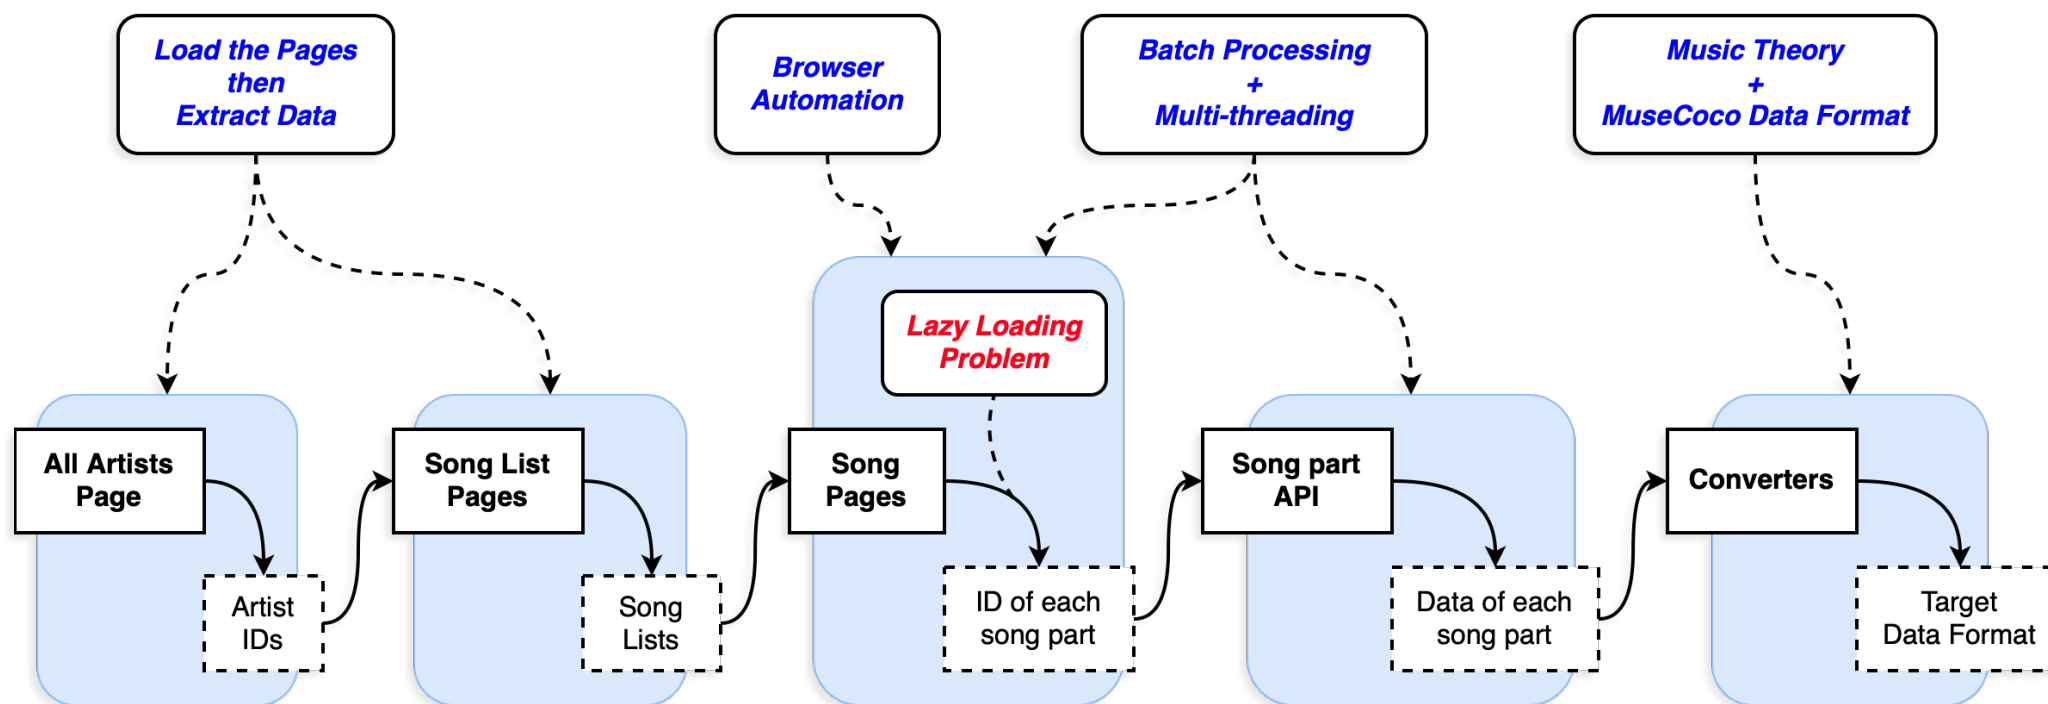 Load the Pages
then
Extract Data
Browser
Automation
Batch Processing
+
Multi-threading
Music Theory
+
MuseCoco Data Format
Lazy Loading
Problem
All Artists
Page
Song List
Pages
Song
Pages
Song part
API
Converters
Artist
IDs
Song
Lists
ID of each
song part
Data of each
song part
Target
Data Format